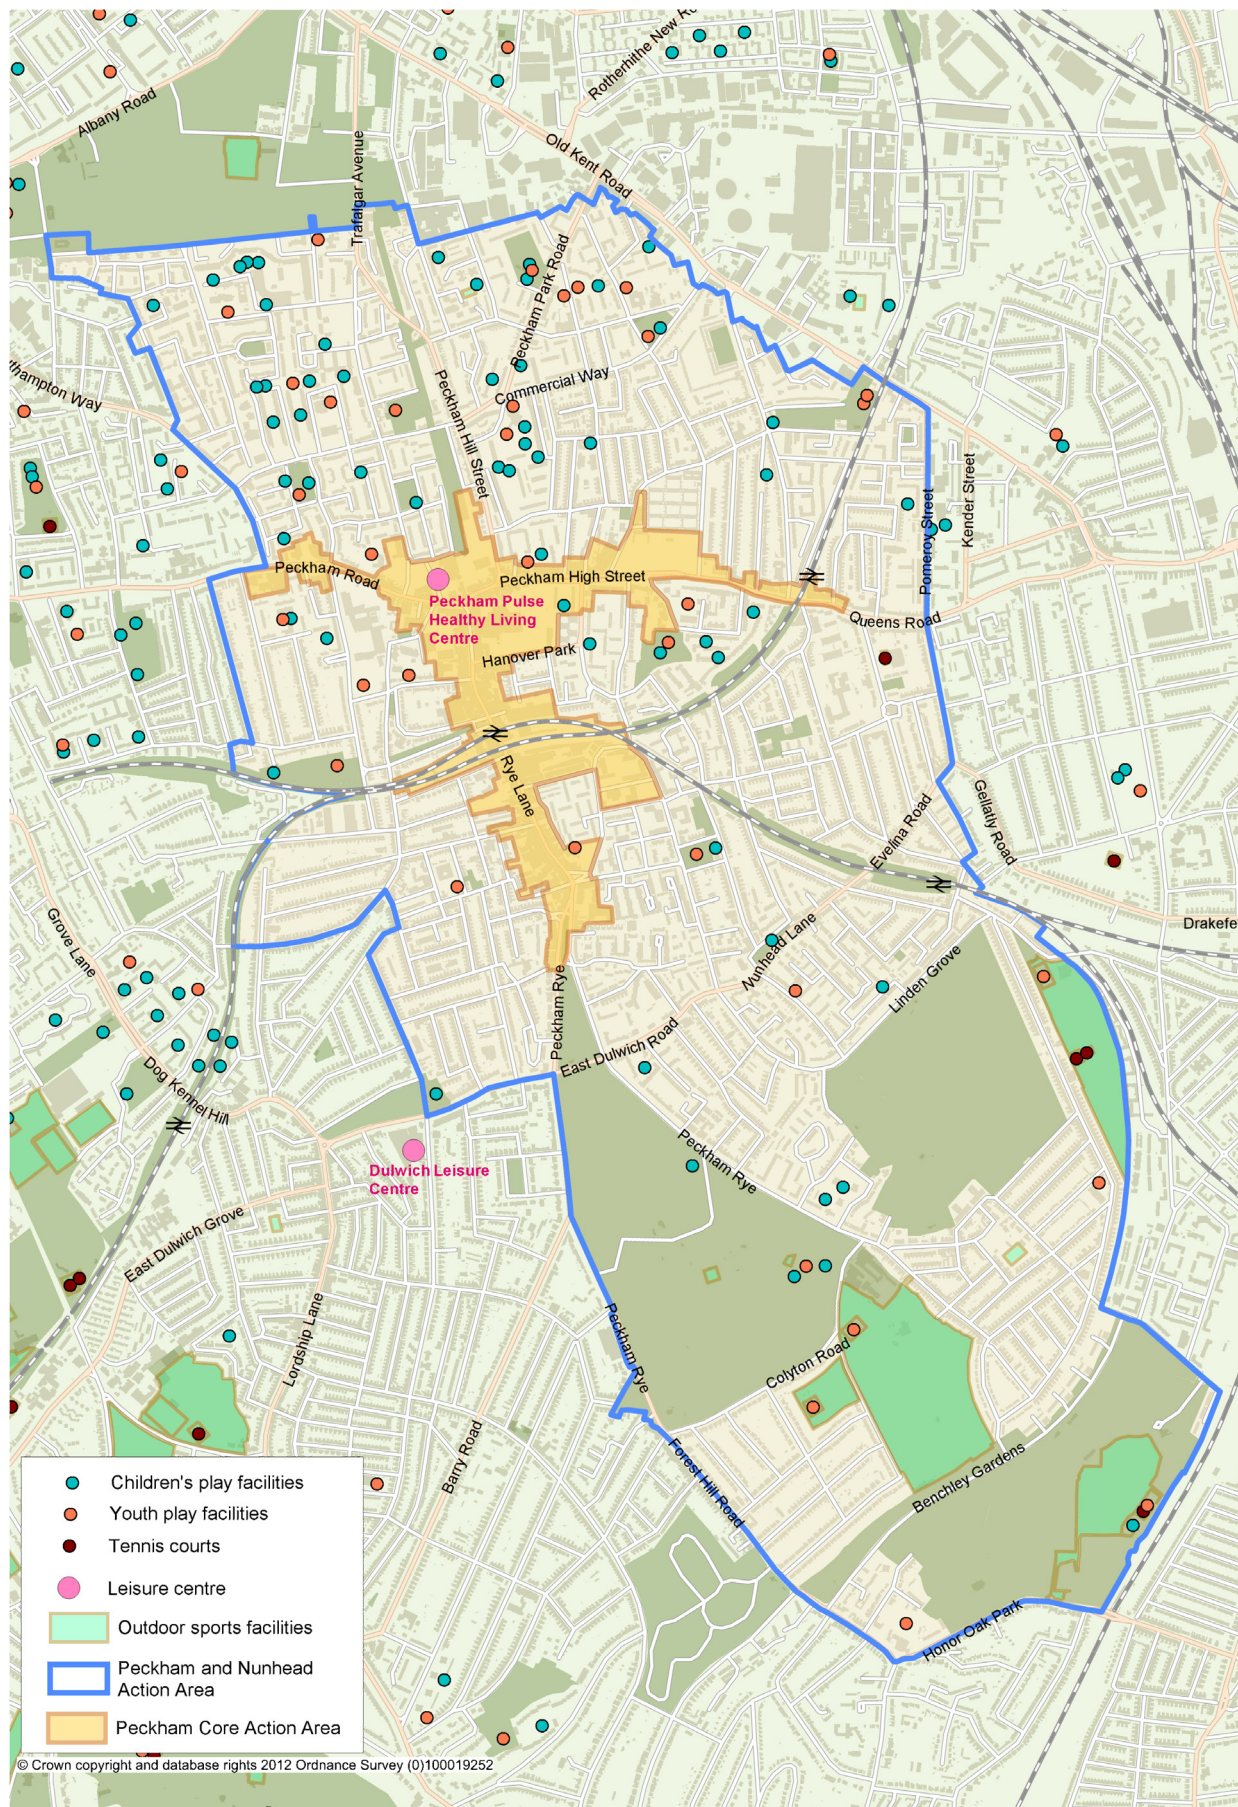 Rotherhithe New Ro
Albany Road
Old Kent Road
Trafalgar Avenue
Peckham Park Road
thampton Way
Peckham Hill Street
Commercial Way
Kender Street
Pomeroy Street
Peckham Road
Peckham High Street
Peckham Pulse
Healthy Living
Centre
Queens Road
Hanover Park
Rye Lane
Gellatly Road
Evelina Road
Grove Lane
Drakefe
Nunhead Lane
Linden Grove
Peckham Rye
East Dulwich Road
Dog Kennel Hill
Peckham Rye
Dulwich Leisure
Centre
East Dulwich Grove
Lordship Lane
Peckham Rye
Colyton Road
Barry Road
Forest Hill Road
Benchley Gardens
Honor Oak Park
Children's play facilities
Youth play facilities
Tennis courts
Leisure centre
Outdoor sports facilities
Peckham and Nunhead
Action Area
Peckham Core Action Area
© Crown copyright and database rights 2012 Ordnance Survey (0)100019252